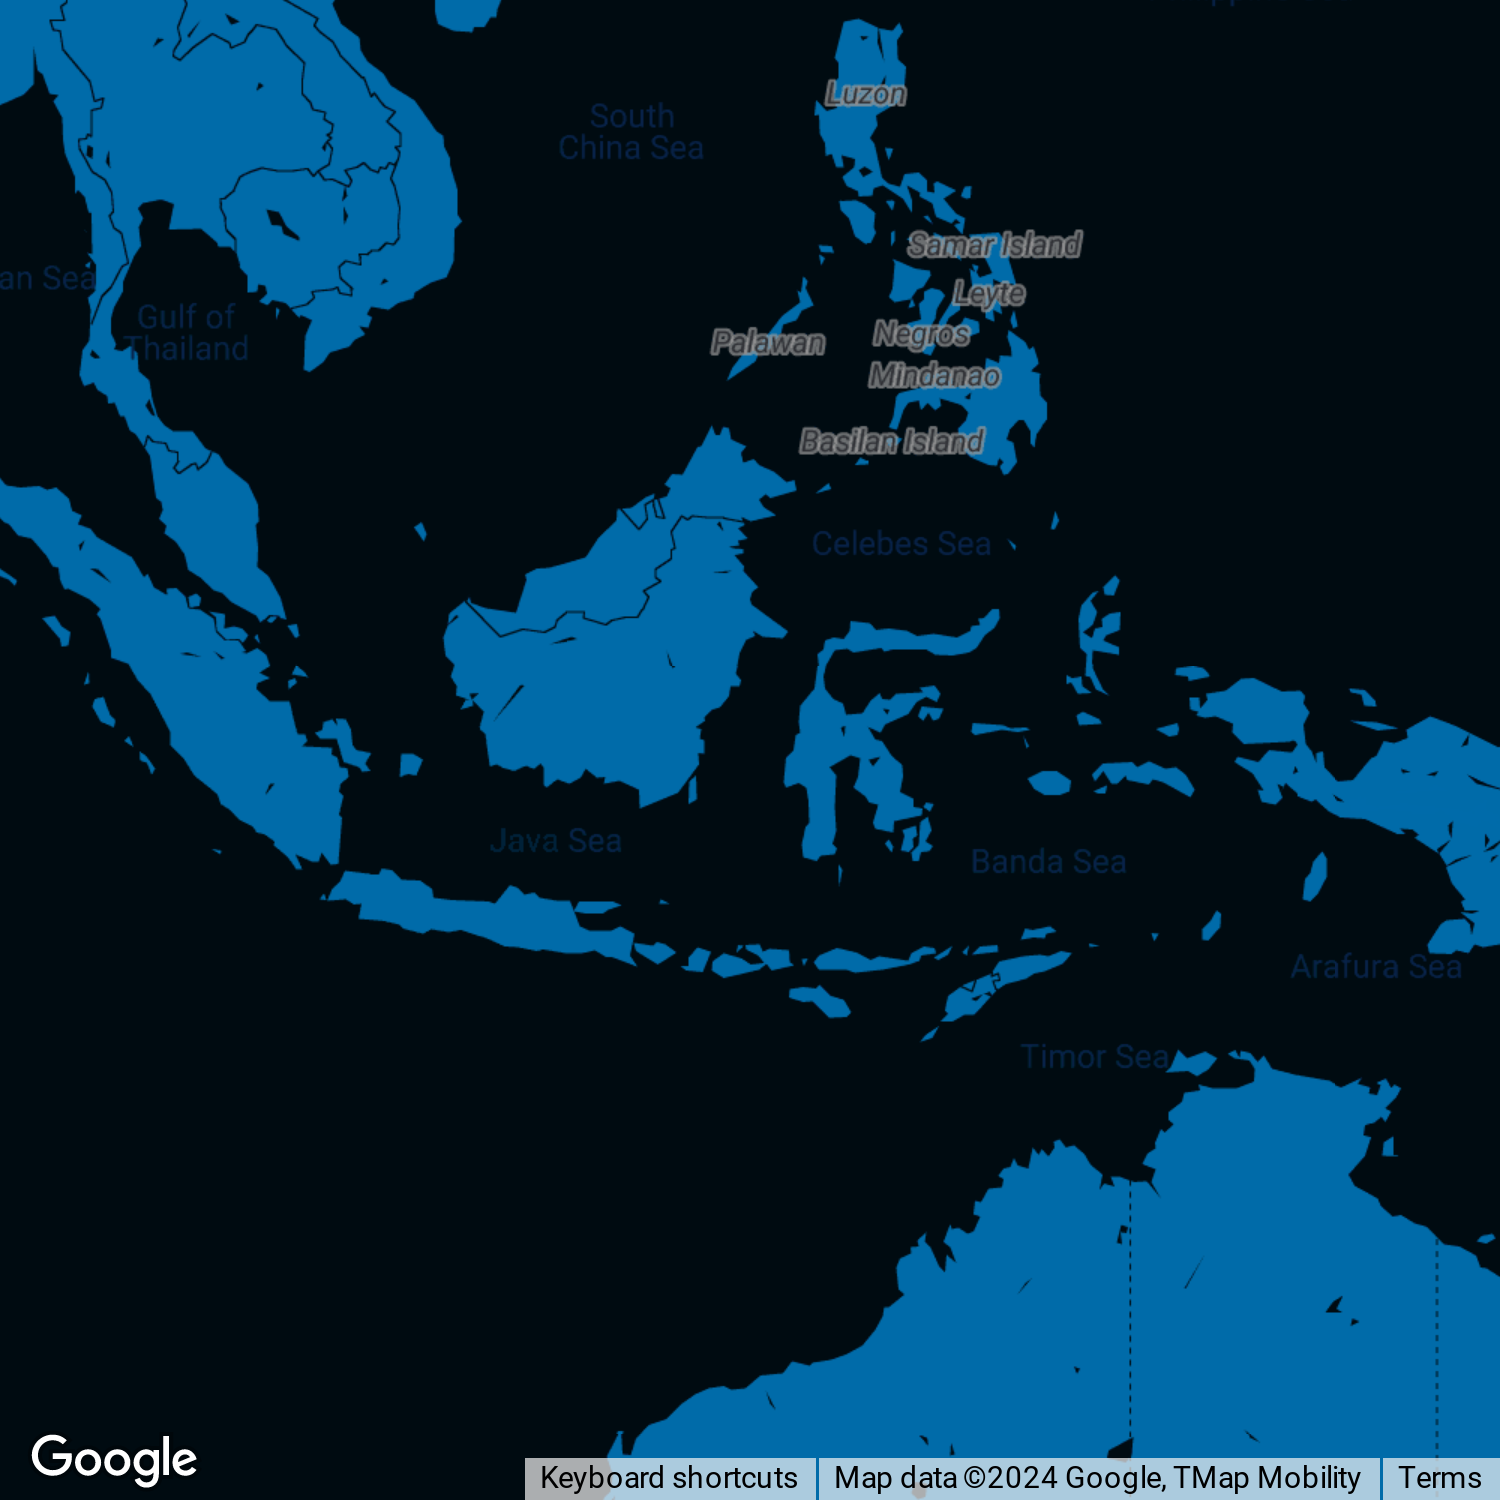 South
China Sea
Luzon
Samar Island
an Sea
Leyte
Gulf of
Thailand
Negros
Palawan
Mindanao
Basilan Island
Celebes Sea
Java Sea
Banda Sea
Arafura Sea
Timor Sea
Google
Keyboard shortcuts
Map data ©2024 Google, TMap Mobility
Terms